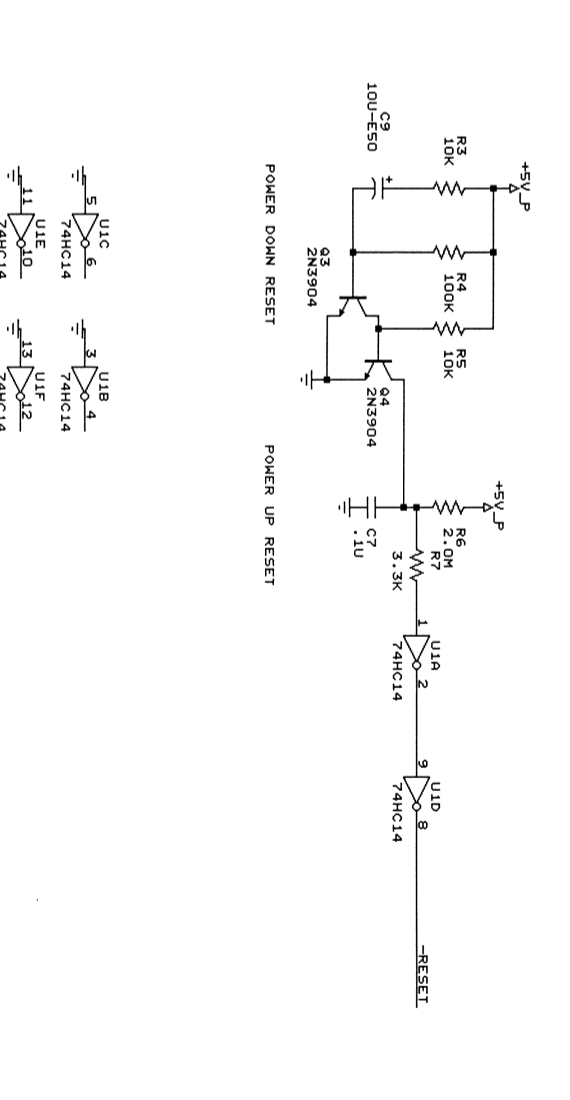 +5V_P
+5V_P
R3
10K
R4
100K
R5
10K
R6
2.0M
R7
3.3K
C9
10U-E50
Q3
2N3904
Q4
2N3904
C7
.1U
1
U1A
2
74HC14
9
U1D
8
74HC14
-RESET
POWER DOWN RESET
POWER UP RESET
5
U1C
6
74HC14
3
U1B
4
74HC14
11
U1E
10
74HC14
13
U1F
12
74HC14